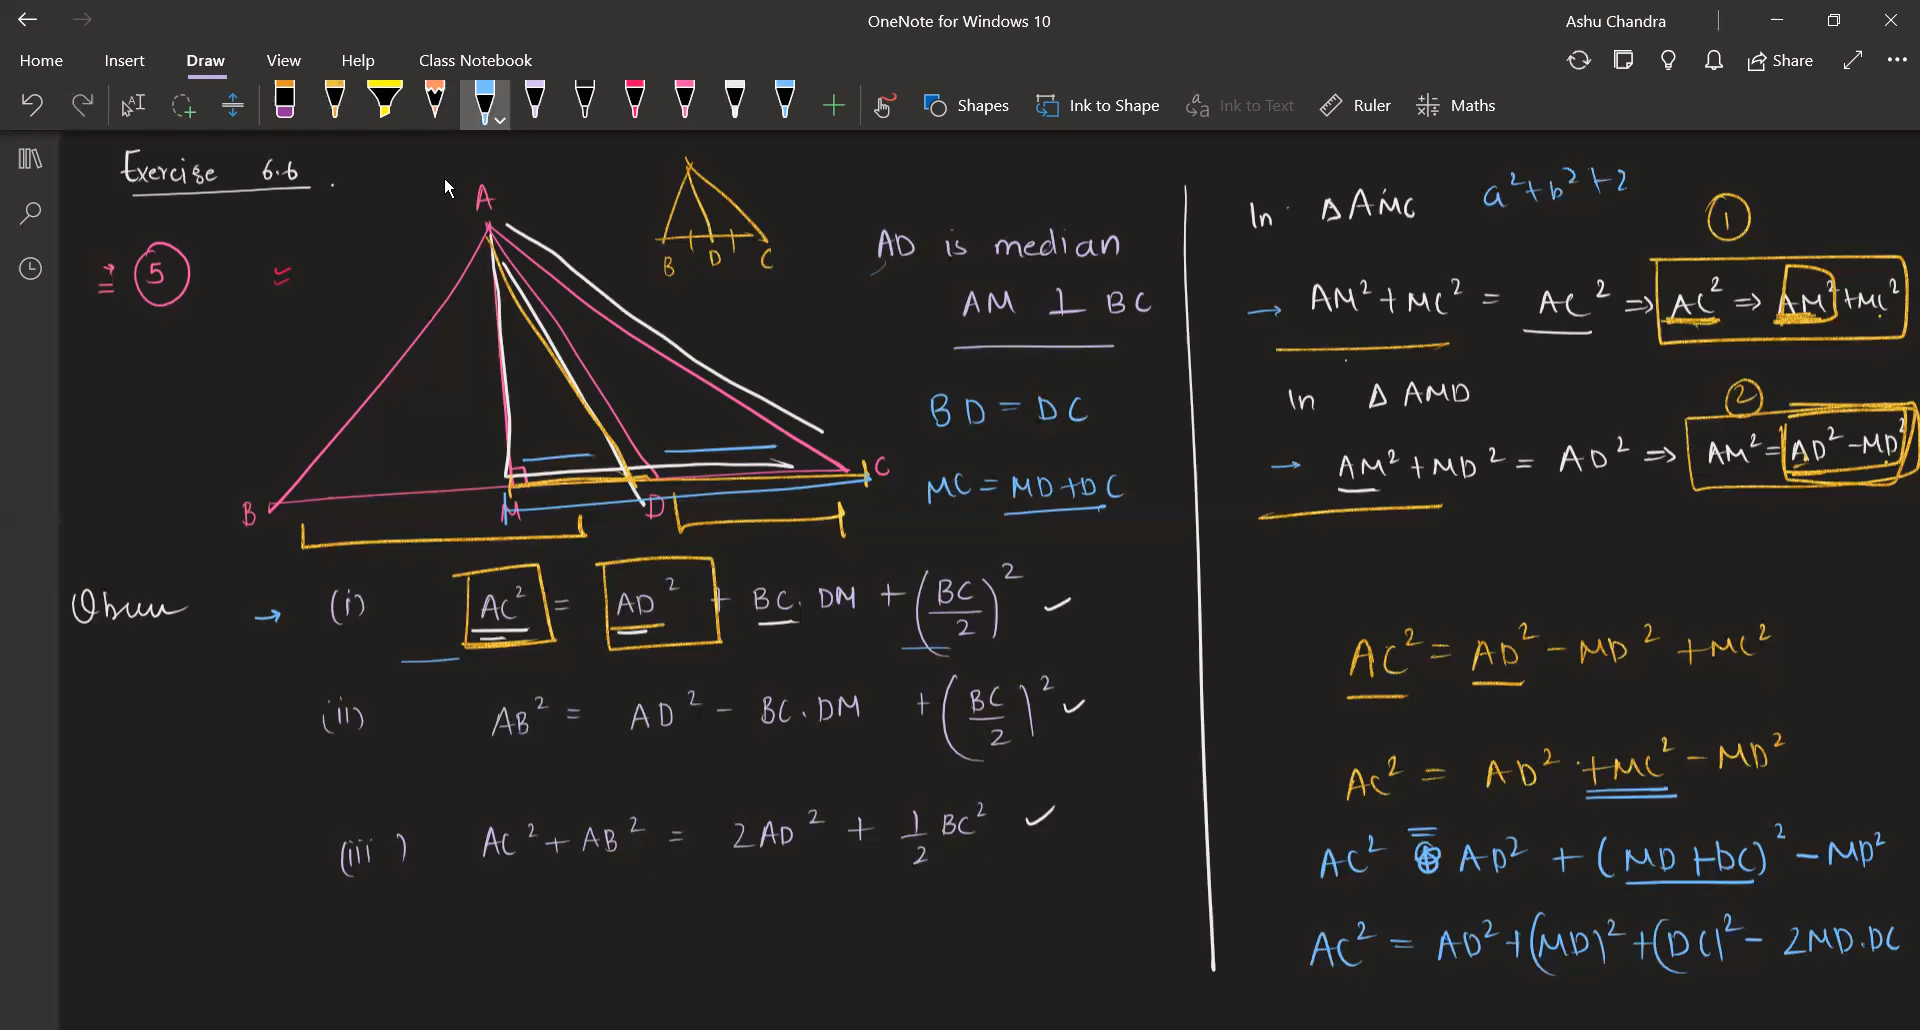 OneNote for Windows 10
Ashu Chandra
Home Insert Draw View Help Class Notebook
Share
Shapes Ink to Shape Ink to Text Ruler Maths
Exercise 6.6
5
A
B M D C
B D C
AD is median
AM ⊥ BC
BD = DC
MC = MD+DC
→ (i) AC² = AD² + BC. DM + (BC/2)² ✓
(ii) AB² = AD² - BC.DM + (BC/2)² ✓
(iii) AC² + AB² = 2AD² + 1/2 BC² ✓
In ∆AMC a²+b²+2
1
→ AM² + MC² = AC² ⇒ AC² ⇒ AM² + MC²
In ∆ AMD
2
→ AM² + MD² = AD² ⇒ AM² = AD² - MD²
AC² = AD² - MD² + MC²
AC² = AD² + MC² - MD²
AC² = AD² + (MD + DC)² - MD²
AC² = AD² + (MD)² + (DC)² - 2MD.DC